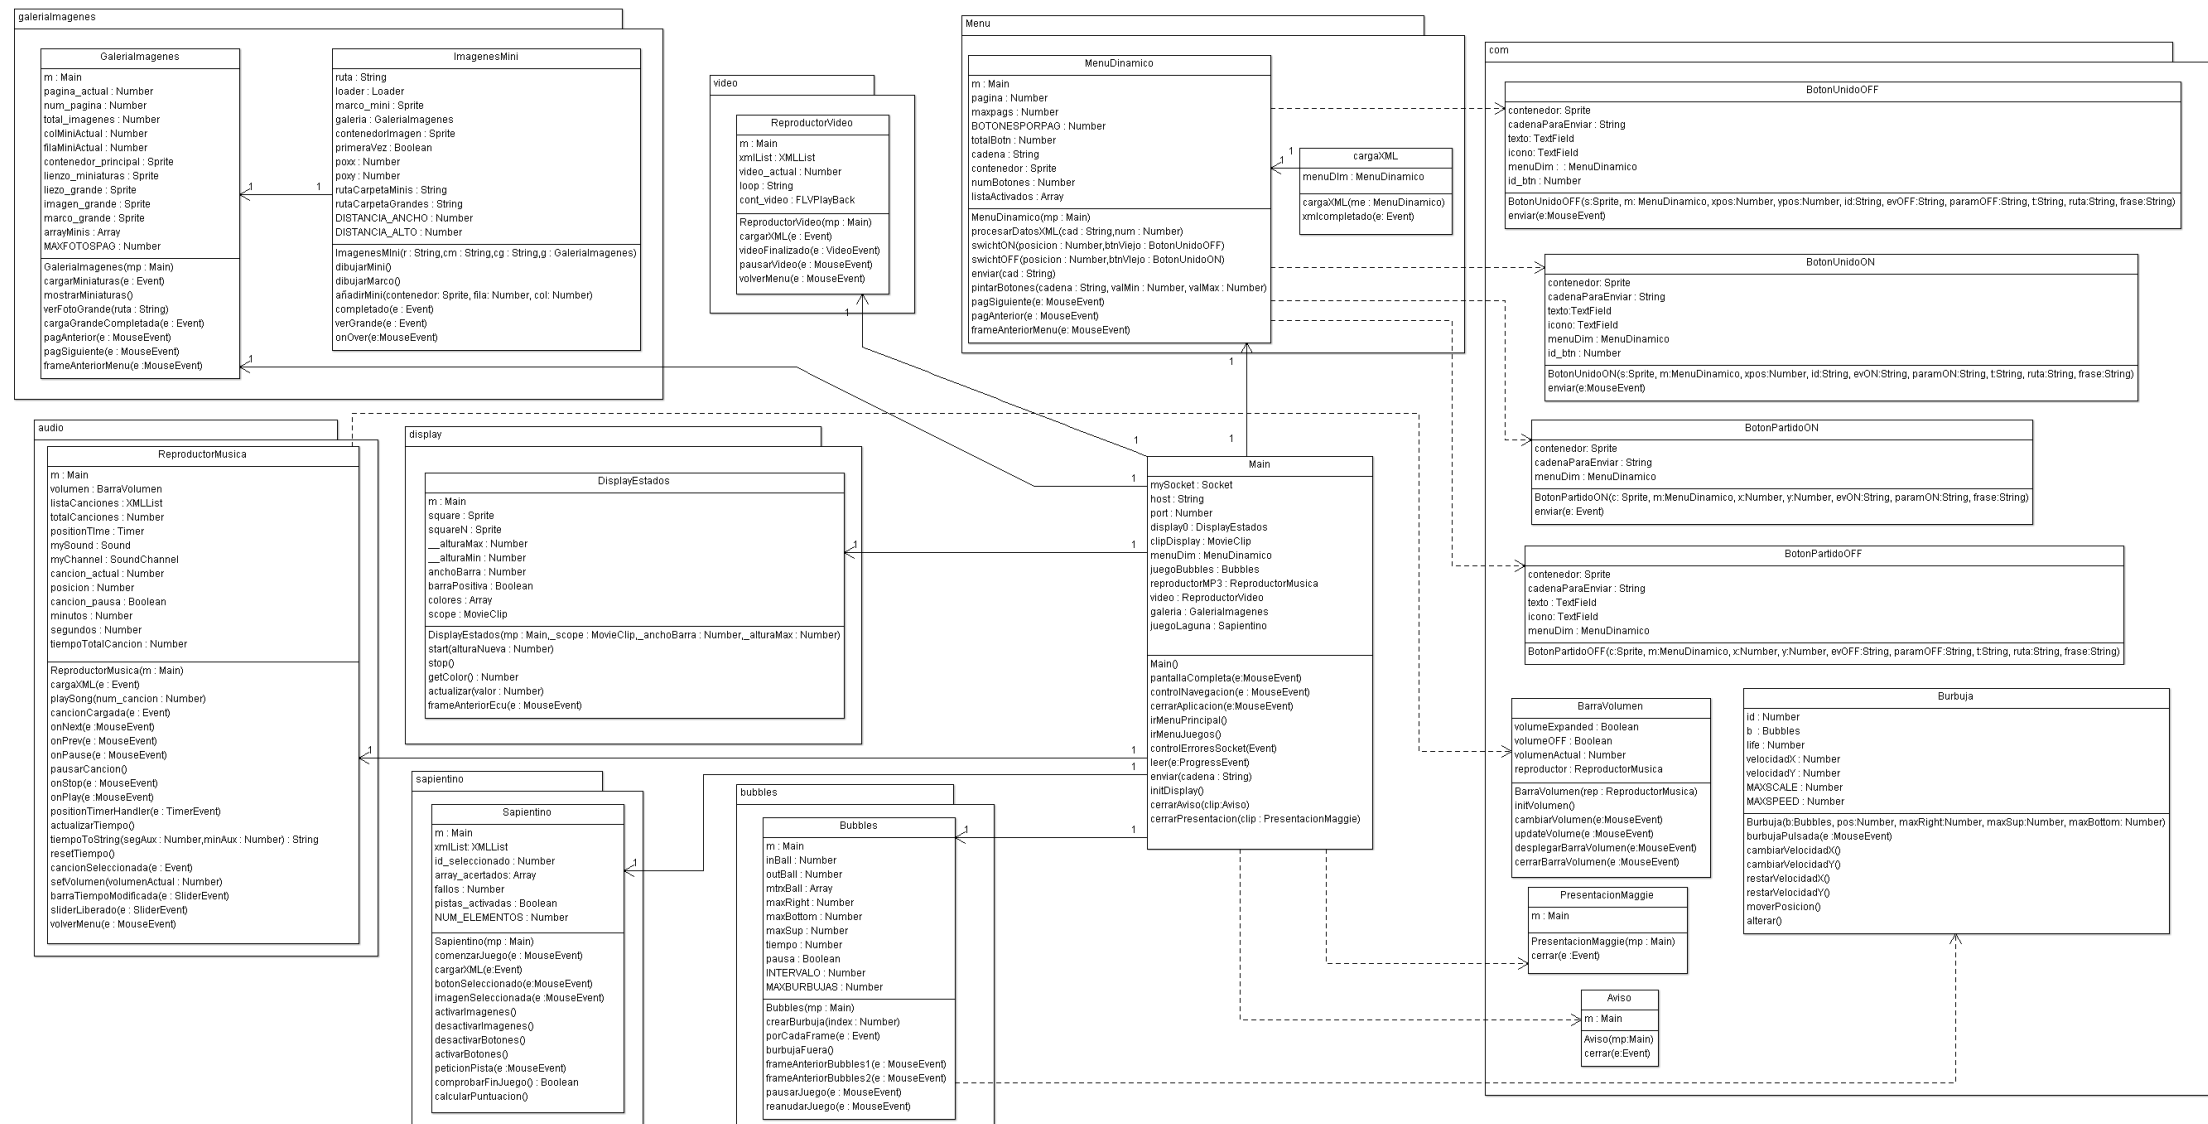 galeriaImagenes
GaleriaImagenes
m : Main
pagina_actual : Number
num_pagina : Number
total_imagenes : Number
colMiniActual : Number
filaMiniActual : Number
contenedor_principal : Sprite
lienzo_miniaturas : Sprite
liezo_grande : Sprite
imagen_grande : Sprite
marco_grande : Sprite
arrayMinis : Array
MAXFOTOSPAG : Number
GaleriaImagenes(mp : Main)
cargarMiniaturas(e : Event)
mostrarMiniaturas()
verFotoGrande(ruta : String)
cargaGrandeCompletada(e : Event)
pagAnterior(e : MouseEvent)
pagSiguiente(e : MouseEvent)
frameAnteriorMenu(e :MouseEvent)
1
1
1
ImagenesMini
ruta : String
loader : Loader
marco_mini : Sprite
galeria : GaleriaImagenes
contenedorImagen : Sprite
primeraVez : Boolean
poxx : Number
poxy : Number
rutaCarpetaMinis : String
rutaCarpetaGrandes : String
DISTANCIA_ANCHO : Number
DISTANCIA_ALTO : Number
ImagenesMIni(r : String,cm : String,cg : String,g : GaleriaImagenes)
dibujarMini()
dibujarMarco()
añadirMini(contenedor: Sprite, fila: Number, col: Number)
completado(e : Event)
verGrande(e : Event)
onOver(e:MouseEvent)
video
ReproductorVideo
m : Main
xmlList : XMLList
video_actual : Number
loop : String
cont_video : FLVPlayBack
ReproductorVideo(mp : Main)
cargarXML(e : Event)
videoFinalizado(e : VideoEvent)
pausarVideo(e : MouseEvent)
volverMenu(e : MouseEvent)
1
Menu
MenuDinamico
m : Main
pagina : Number
maxpags : Number
BOTONESPORPAG : Number
totalBotn : Number
cadena : String
contenedor : Sprite
numBotones : Number
listaActivados : Array
MenuDinamico(mp : Main)
procesarDatosXML(cad : String,num : Number)
swichtON(posicion : Number,btnViejo : BotonUnidoOFF)
swichtOFF(posicion : Number,btnVIejo : BotonUnidoON)
enviar(cad : String)
pintarBotones(cadena : String, valMin : Number, valMax : Number)
pagSiguiente(e: MouseEvent)
pagAnterior(e : MouseEvent)
frameAnteriorMenu(e: MouseEvent)
1
1
cargaXML
menuDIm : MenuDinamico
cargaXML(me : MenuDinamico)
xmlcompletado(e: Event)
1
1
com
BotonUnidoOFF
contenedor: Sprite
cadenaParaEnviar : String
texto: TextField
icono: TextField
menuDim : : MenuDinamico
id_btn : Number
BotonUnidoOFF(s:Sprite, m: MenuDinamico, xpos:Number, ypos:Number, id:String, evOFF:String, paramOFF:String, t:String, ruta:String, frase:String)
enviar(e:MouseEvent)
BotonUnidoON
contenedor: Sprite
cadenaParaEnviar : String
texto:TextField
icono: TextField
menuDim : MenuDinamico
id_btn : Number
BotonUnidoON(s:Sprite, m:MenuDinamico, xpos:Number, id:String, evON:String, paramON:String, t:String, ruta:String, frase:String)
enviar(e:MouseEvent)
BotonPartidoON
contenedor: Sprite
cadenaParaEnviar : String
menuDim : MenuDinamico
BotonPartidoON(c: Sprite, m:MenuDinamico, x:Number, y:Number, evON:String, paramON:String, frase:String)
enviar(e: Event)
BotonPartidoOFF
contenedor: Sprite
cadenaParaEnviar : String
texto : TextField
icono : TextField
menuDim : MenuDinamico
BotonPartidoOFF(c:Sprite, m:MenuDinamico, x:Number, y:Number, evOFF:String, paramOFF:String, t:String, ruta:String, frase:String)
audio
ReproductorMusica
m : Main
volumen : BarraVolumen
listaCanciones : XMLList
totalCanciones : Number
positionTIme : Timer
mySound : Sound
myChannel : SoundChannel
cancion_actual : Number
posicion : Number
cancion_pausa : Boolean
minutos : Number
segundos : Number
tiempoTotalCancion : Number
ReproductorMusica(m : Main)
cargaXML(e : Event)
playSong(num_cancion : Number)
cancionCargada(e : Event)
onNext(e :MouseEvent)
onPrev(e : MouseEvent)
onPause(e : MouseEvent)
pausarCancion()
onStop(e : MouseEvent)
onPlay(e :MouseEvent)
positionTimerHandler(e : TimerEvent)
actualizarTiempo()
tiempoToString(segAux : Number,minAux : Number) : String
resetTiempo()
cancionSeleccionada(e : Event)
setVolumen(volumenActual : Number)
barraTiempoModificada(e : SliderEvent)
sliderLiberado(e : SliderEvent)
volverMenu(e : MouseEvent)
1
display
DisplayEstados
m : Main
square : Sprite
squareN : Sprite
__alturaMax : Number
__alturaMin : Number
anchoBarra : Number
barraPositiva : Boolean
colores : Array
scope : MovieClip
DisplayEstados(mp : Main,_scope : MovieClip,_anchoBarra : Number,_alturaMax : Number)
start(alturaNueva : Number)
stop()
getColor() : Number
actualizar(valor : Number)
frameAnteriorEcu(e : MouseEvent)
1
1
1
1
1
1
1
Main
mySocket : Socket
host : String
port : Number
display0 : DisplayEstados
clipDisplay : MovieClip
menuDim : MenuDinamico
juegoBubbles : Bubbles
reproductorMP3 : ReproductorMusica
video : ReproductorVideo
galeria : GaleriaImagenes
juegoLaguna : Sapientino
Main()
pantallaCompleta(e:MouseEvent)
controlNavegacion(e : MouseEvent)
cerrarAplicacion(e:MouseEvent)
irMenuPrincipal()
irMenuJuegos()
controlErroresSocket(Event)
leer(e:ProgressEvent)
enviar(cadena : String)
initDisplay()
cerrarAviso(clip:Aviso)
cerrarPresentacion(clip : PresentacionMaggie)
sapientino
Sapientino
m : Main
xmlList: XMLList
id_seleccionado : Number
array_acertados: Array
fallos : Number
pistas_activadas : Boolean
NUM_ELEMENTOS : Number
Sapientino(mp : Main)
comenzarJuego(e : MouseEvent)
cargarXML(e:Event)
botonSeleccionado(e:MouseEvent)
imagenSeleccionada(e :MouseEvent)
activarImagenes()
desactivarImagenes()
desactivarBotones()
activarBotones()
peticionPista(e :MouseEvent)
comprobarFinJuego() : Boolean
calcularPuntuacion()
1
bubbles
Bubbles
m : Main
inBall : Number
outBall : Number
mtrxBall : Array
maxRight : Number
maxBottom : Number
maxSup : Number
tiempo : Number
pausa : Boolean
INTERVALO : Number
MAXBURBUJAS : Number
Bubbles(mp : Main)
crearBurbuja(index : Number)
porCadaFrame(e : Event)
burbujaFuera()
frameAnteriorBubbles1(e : MouseEvent)
frameAnteriorBubbles2(e : MouseEvent)
pausarJuego(e : MouseEvent)
reanudarJuego(e : MouseEvent)
1
BarraVolumen
volumeExpanded : Boolean
volumeOFF : Boolean
volumenActual : Number
reproductor : ReproductorMusica
BarraVolumen(rep : ReproductorMusica)
initVolumen()
cambiarVolumen(e:MouseEvent)
updateVolume(e :MouseEvent)
desplegarBarraVolumen(e:MouseEvent)
cerrarBarraVolumen(e :MouseEvent)
Burbuja
id : Number
b : Bubbles
life : Number
velocidadX : Number
velocidadY : Number
MAXSCALE : Number
MAXSPEED : Number
Burbuja(b:Bubbles, pos:Number, maxRight:Number, maxSup:Number, maxBottom: Number)
burbujaPulsada(e :MouseEvent)
cambiarVelocidadX()
cambiarVelocidadY()
restarVelocidadX()
restarVelocidadY()
moverPosicion()
alterar()
PresentacionMaggie
m : Main
PresentacionMaggie(mp : Main)
cerrar(e :Event)
Aviso
m : Main
Aviso(mp:Main)
cerrar(e:Event)